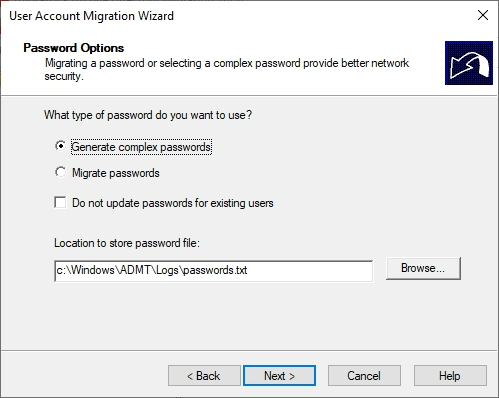 User Account Migration Wizard
Password Options
Migrating a password or selecting a complex password provide better network
security.
What type of password do you want to use?
Generate complex passwords
Migrate passwords
Do not update passwords for existing users
Location to store password file:
c:\Windows\ADMT\Logs\passwords.txt
Browse...
< Back
Next >
Cancel
Help